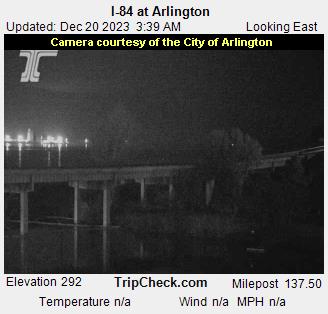 I-84 at Arlington
Updated: Dec 20 2023 3:39 AM Looking East
Camera courtesy of the City of Arlington
Elevation 292 TripCheck.com Milepost 137.50
Temperature n/a Wind n/a MPH n/a